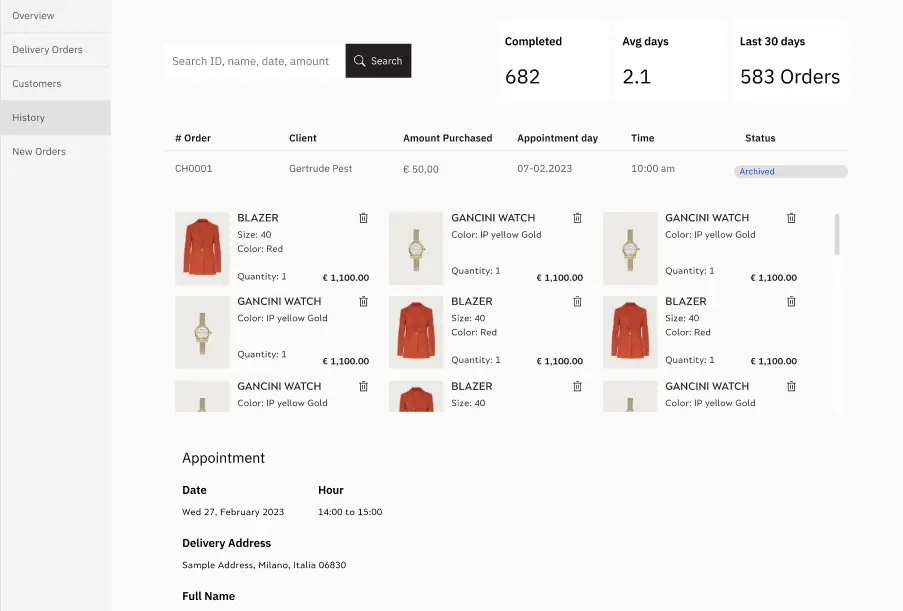 Overview
Delivery Orders
Customers
History
New Orders
Search ID, name, date, amount
Search
Completed
682
Avg days
2.1
Last 30 days
583 Orders
# Order Client Amount Purchased Appointment day Time Status
CH0001 Gertrude Pest € 50,00 07-02.2023 10:00 am Archived
BLAZER
Size: 40
Color: Red
Quantity: 1
€ 1,100.00
GANCINI WATCH
Color: IP yellow Gold
Quantity: 1
€ 1,100.00
GANCINI WATCH
Color: IP yellow Gold
Quantity: 1
€ 1,100.00
GANCINI WATCH
Color: IP yellow Gold
Quantity: 1
€ 1,100.00
BLAZER
Size: 40
Color: Red
Quantity: 1
€ 1,100.00
BLAZER
Size: 40
Color: Red
Quantity: 1
€ 1,100.00
GANCINI WATCH
Color: IP yellow Gold
BLAZER
Size: 40
GANCINI WATCH
Color: IP yellow Gold
Appointment
Date Hour
Wed 27, February 2023 14:00 to 15:00
Delivery Address
Sample Address, Milano, Italia 06830
Full Name